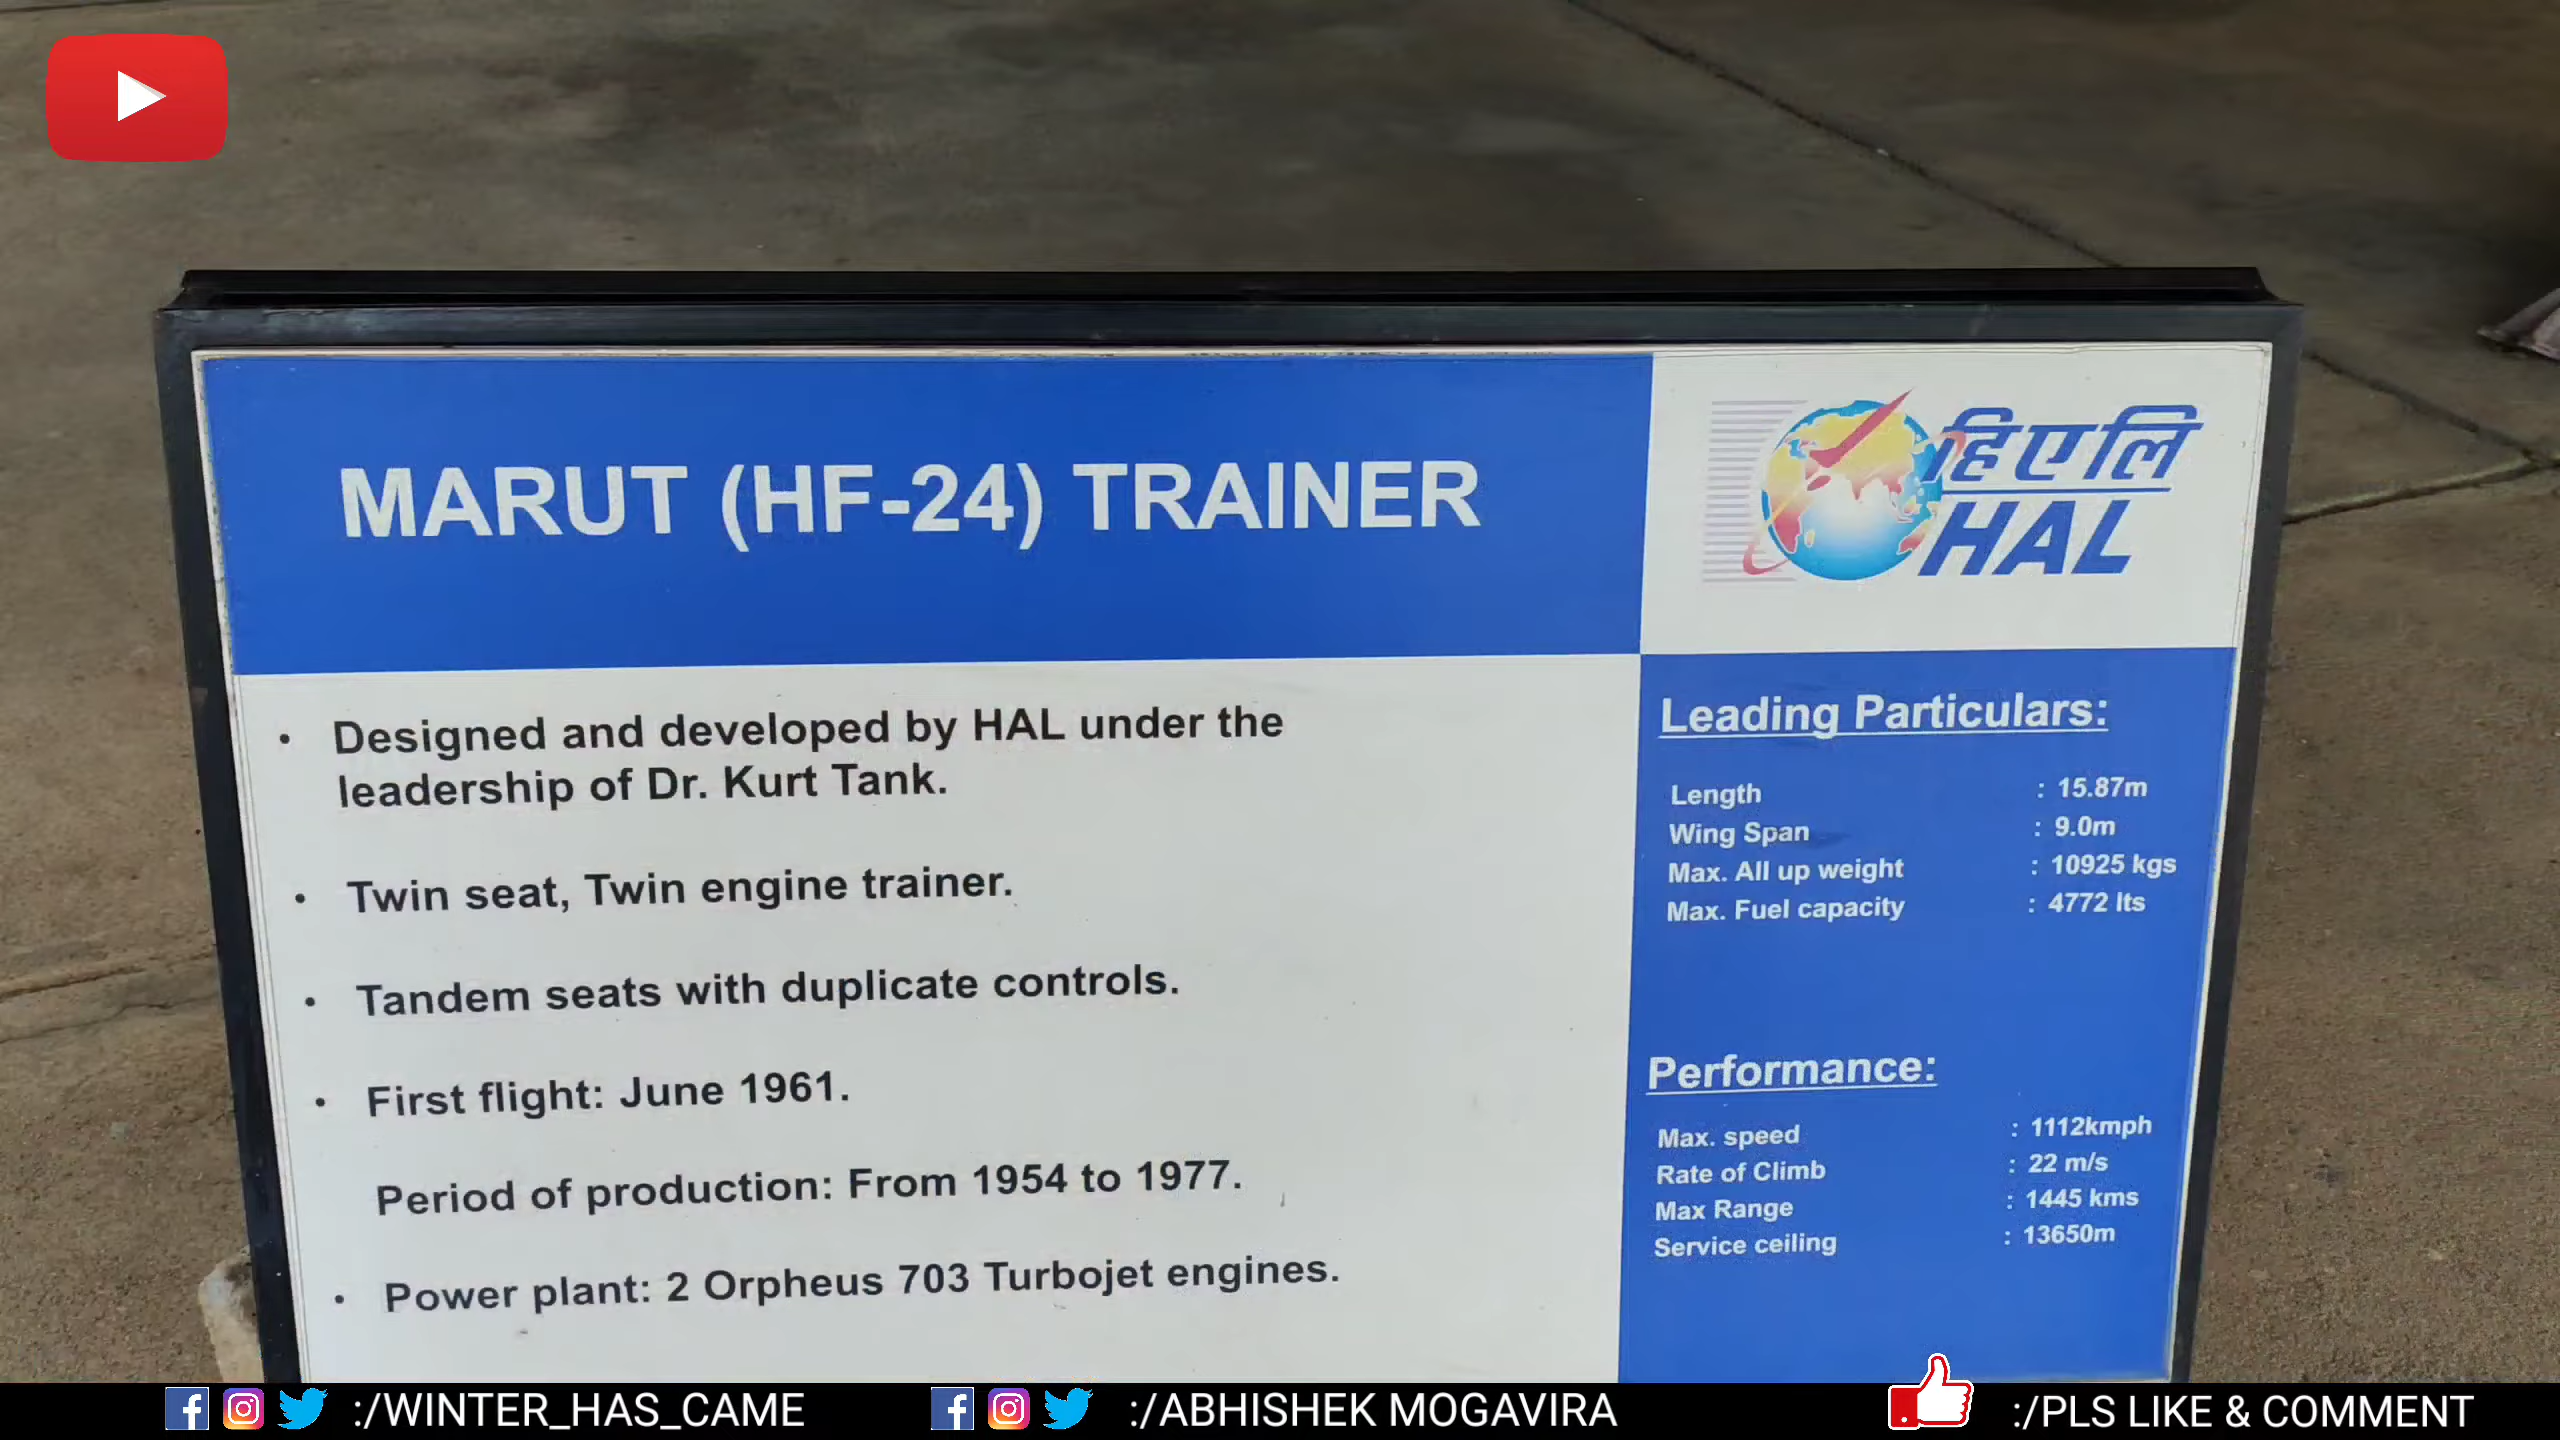 MARUT (HF-24) TRAINER
हिएलि
HAL
• Designed and developed by HAL under the
leadership of Dr. Kurt Tank.
• Twin seat, Twin engine trainer.
• Tandem seats with duplicate controls.
• First flight: June 1961.
Period of production: From 1954 to 1977.
• Power plant: 2 Orpheus 703 Turbojet engines.
Leading Particulars:
Length : 15.87m
Wing Span : 9.0m
Max. All up weight : 10925 kgs
Max. Fuel capacity : 4772 lts
Performance:
Max. speed : 1112kmph
Rate of Climb : 22 m/s
Max Range : 1445 kms
Service ceiling : 13650m
:/WINTER_HAS_CAME :/ABHISHEK MOGAVIRA :/PLS LIKE & COMMENT